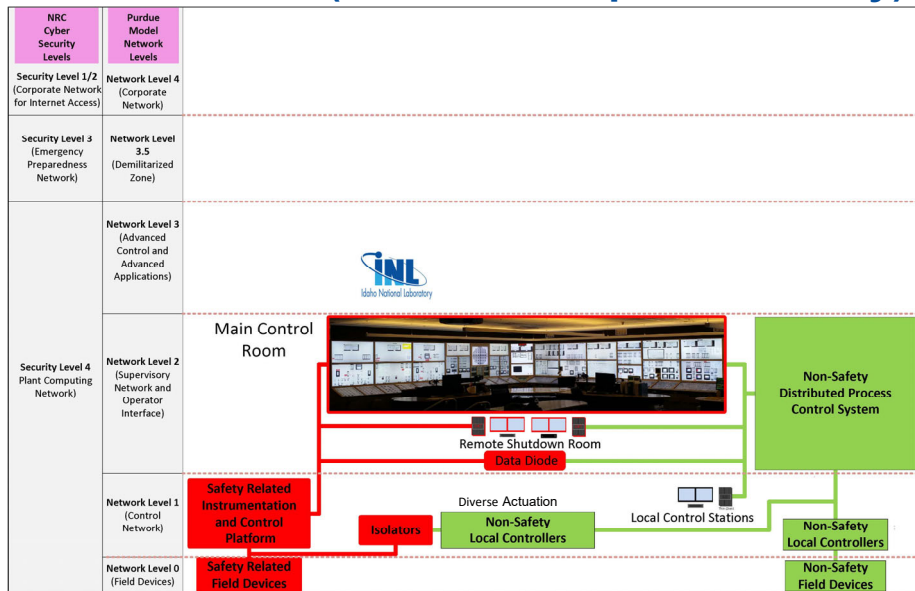 NRC
Cyber
Security
Levels
Purdue
Model
Network
Levels
Security Level 1/2
(Corporate Network
for Internet Access)
Network Level 4
(Corporate
Network)
Security Level 3
(Emergency
Preparedness
Network)
Network Level
3.5
(Demilitarized
Zone)
Network Level 3
(Advanced
Control and
Advanced
Applications)
INL
Idaho National Laboratory
Main Control
Room
Security Level 4
Plant Computing
Network)
Network Level 2
(Supervisory
Network and
Operator
Interface)
Non-Safety
Distributed Process
Control System
Remote Shutdown Room
Data Diode
Network Level 1
(Control
Network)
Safety Related
Instrumentation
and Control
Platform
Isolators
Diverse Actuation
Non-Safety
Local Controllers
Local Control Stations
Non-Safety
Local Controllers
Network Level 0
(Field Devices)
Safety Related
Field Devices
Non-Safety
Field Devices